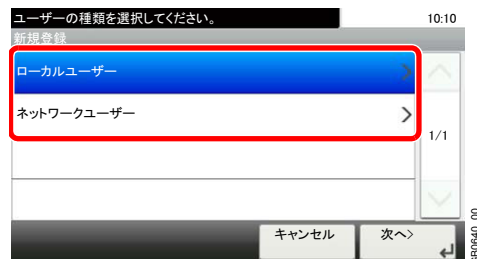 ユーザーの種類を選択してください。 10:10
新規登録
ローカルユーザー
ネットワークユーザー
1/1
キャンセル 次へ>